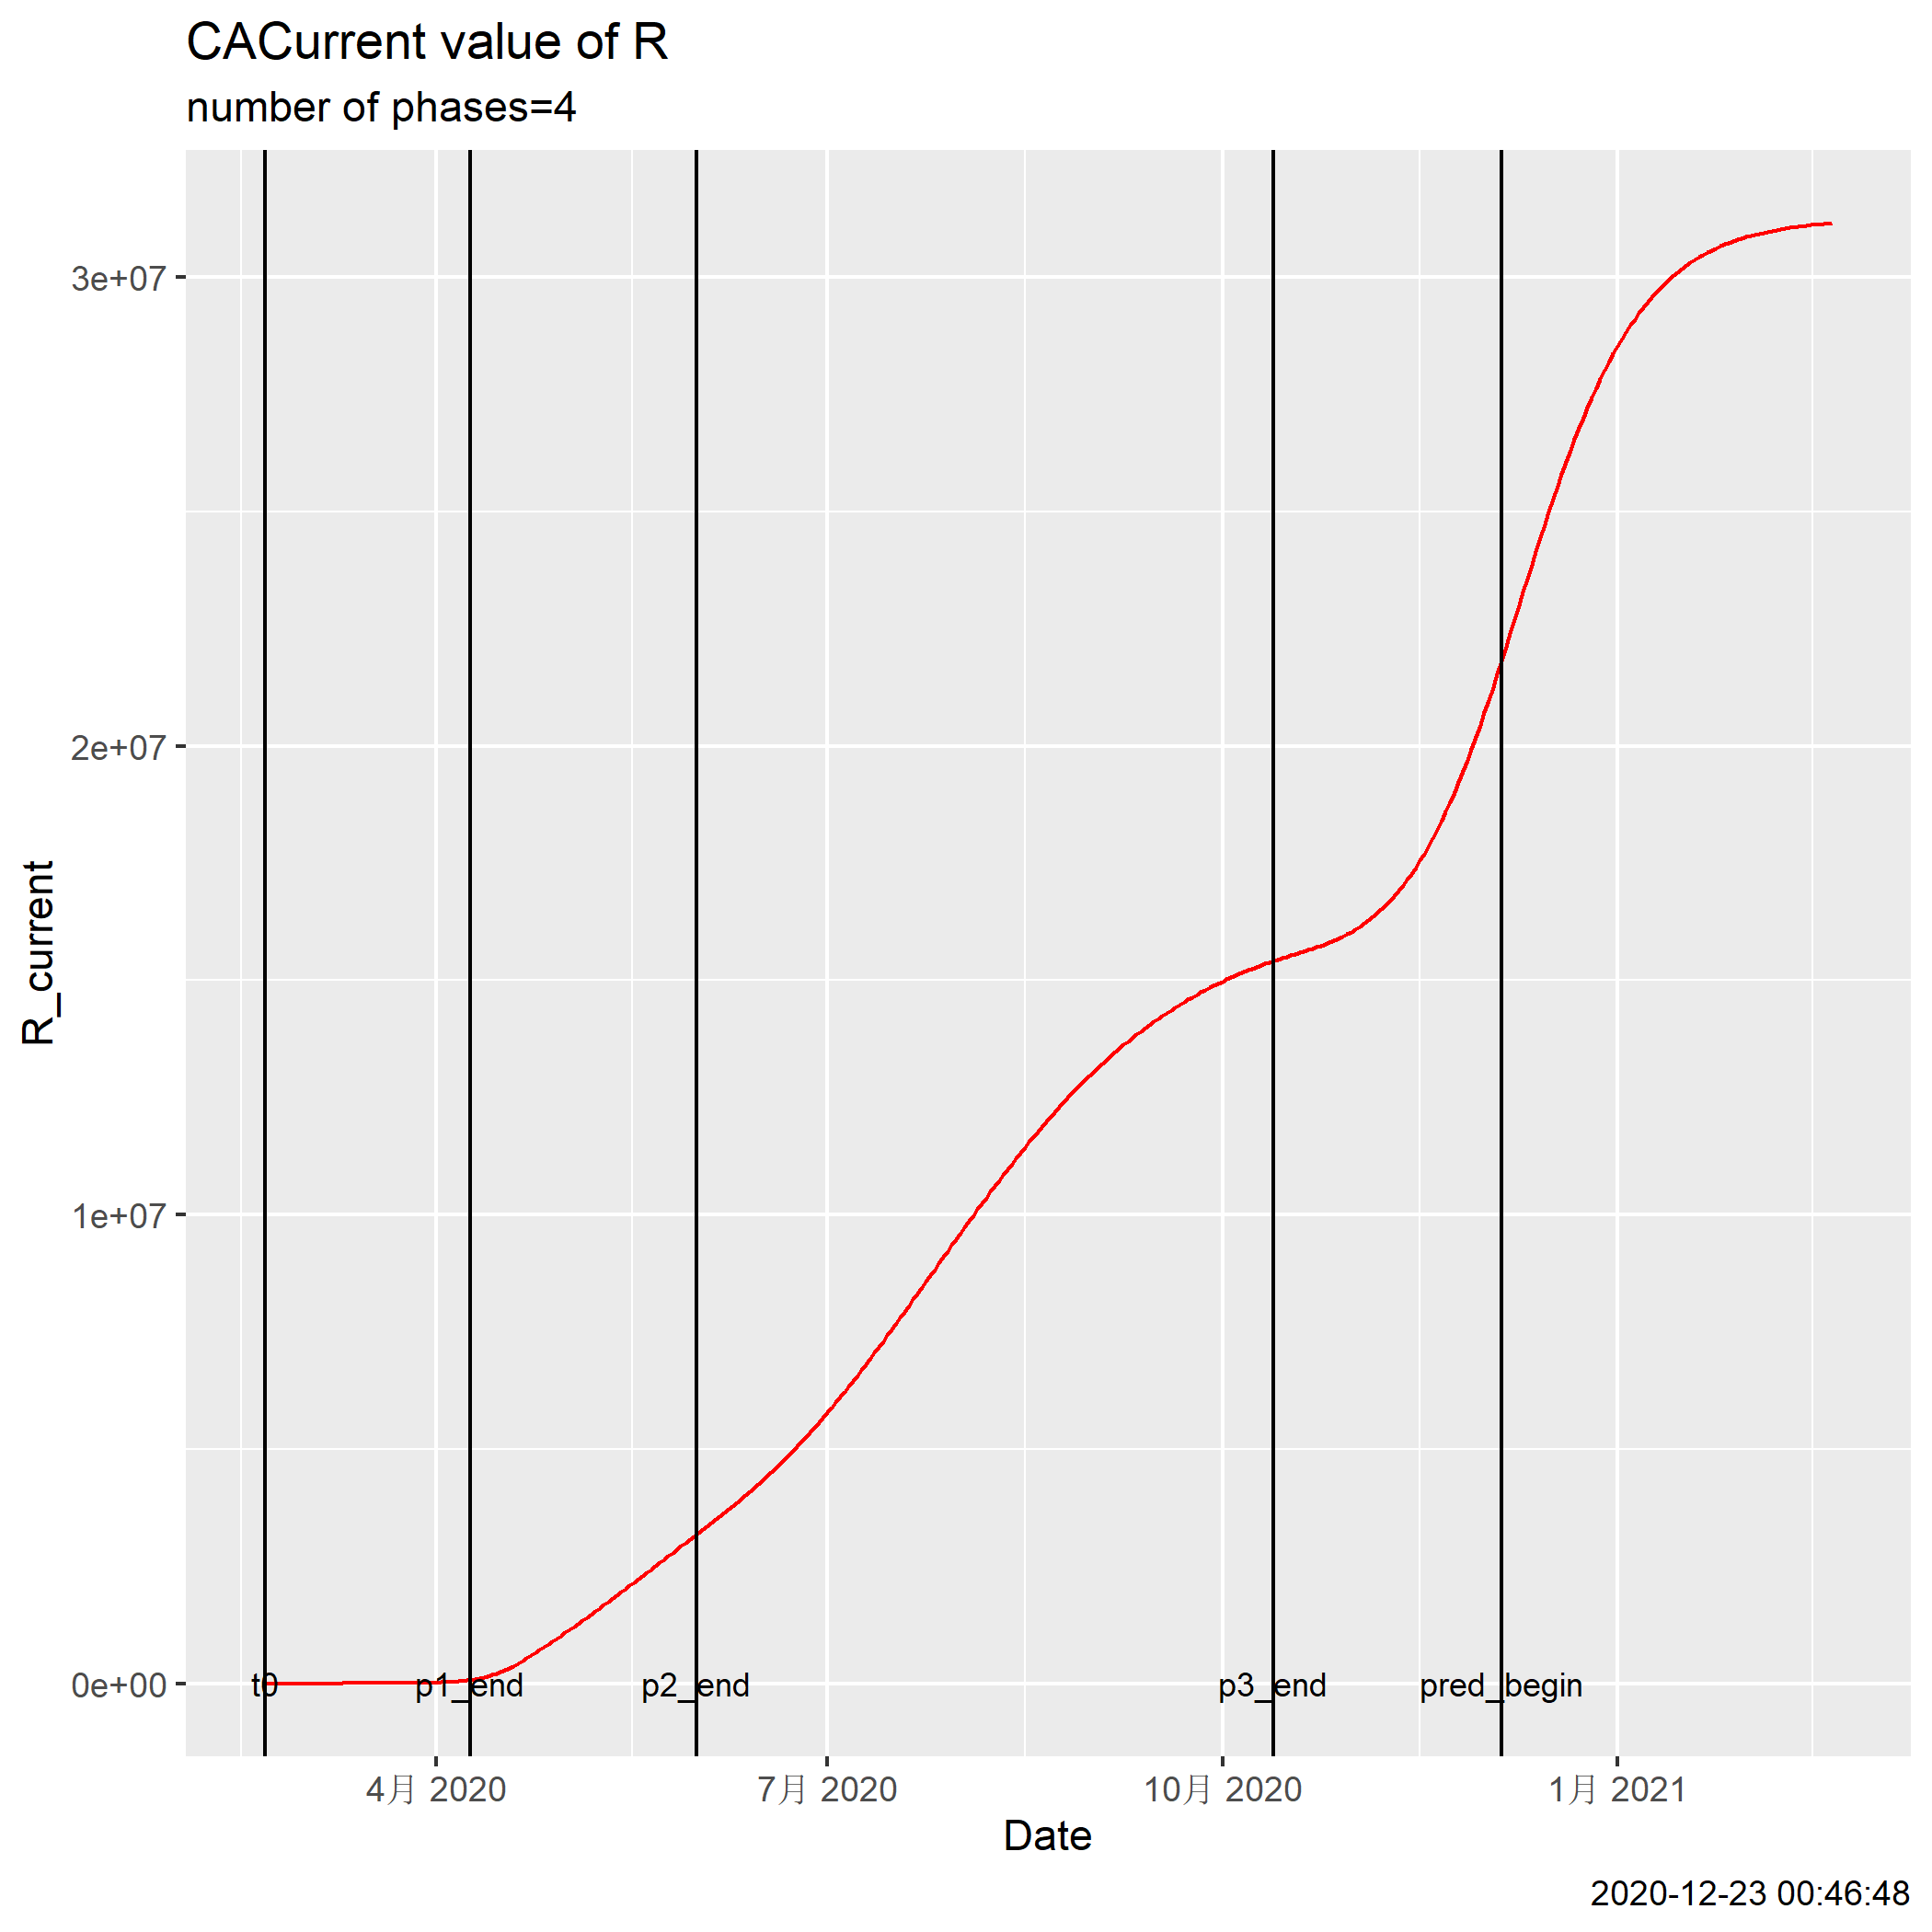 CACurrent value of R
number of phases=4
R_current
3e+07
2e+07
1e+07
0e+00
t0
p1_end
p2_end
p3_end
pred_begin
4月 2020
7月 2020
10月 2020
1月 2021
Date
2020-12-23 00:46:48